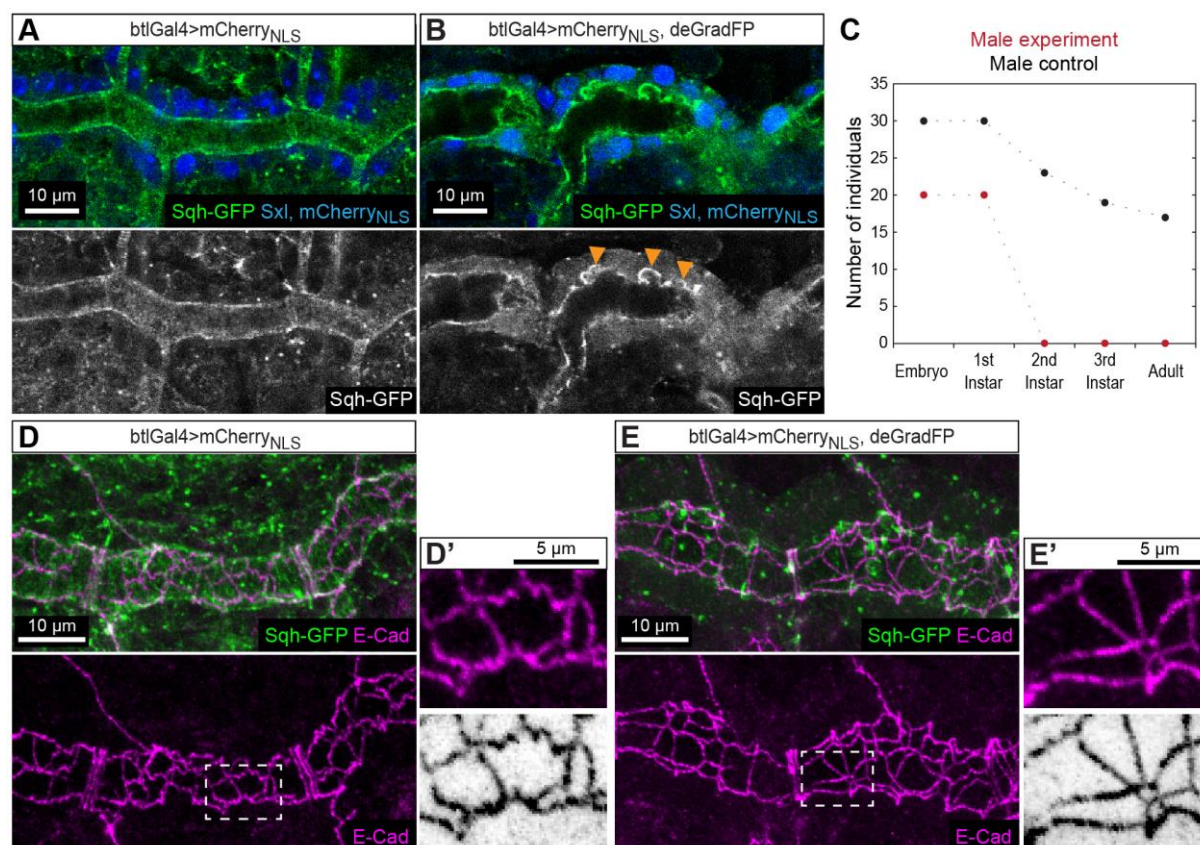 A
btlGal4>mCherryNLS
10 µm
Sqh-GFP Sxl, mCherryNLS
Sqh-GFP
B
btlGal4>mCherryNLS, deGradFP
10 µm
Sqh-GFP Sxl, mCherryNLS
Sqh-GFP
C
Male experiment
Male control
Number of individuals
35
30
25
20
15
10
5
0
Embryo
1st
Instar
2nd
Instar
3rd
Instar
Adult
D
btlGal4>mCherryNLS
10 µm
Sqh-GFP E-Cad
E-Cad
D'
5 µm
E
btlGal4>mCherryNLS, deGradFP
10 µm
Sqh-GFP E-Cad
E-Cad
E'
5 µm